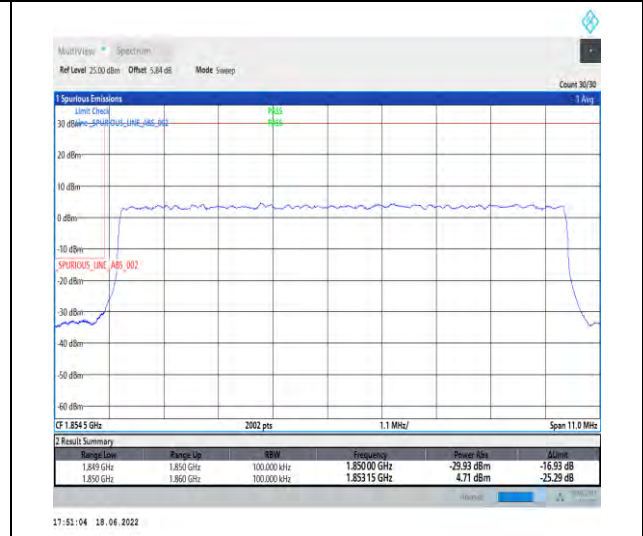 MultiView Spectrum
Ref Level 25.00 dBm Offset 5.84 dB Mode Sweep
Count 30/30
1 Spurious Emissions 1 Avg
Limit Check PASS
Line _SPURIOUS_LINE_ABS_002 PASS
30 dBm
20 dBm
10 dBm
0 dBm
-10 dBm
_SPURIOUS_LINE_ABS_002
-20 dBm
-30 dBm
-40 dBm
-50 dBm
-60 dBm
CF 1.854 5 GHz 2002 pts 1.1 MHz/ Span 11.0 MHz
2 Result Summary
Range Low Range Up RBW Frequency Power Abs ΔLimit
1.849 GHz 1.850 GHz 100.000 kHz 1.85000 GHz -29.93 dBm -16.93 dB
1.850 GHz 1.860 GHz 100.000 kHz 1.85315 GHz 4.71 dBm -25.29 dB
17:51:04 18.06.2022